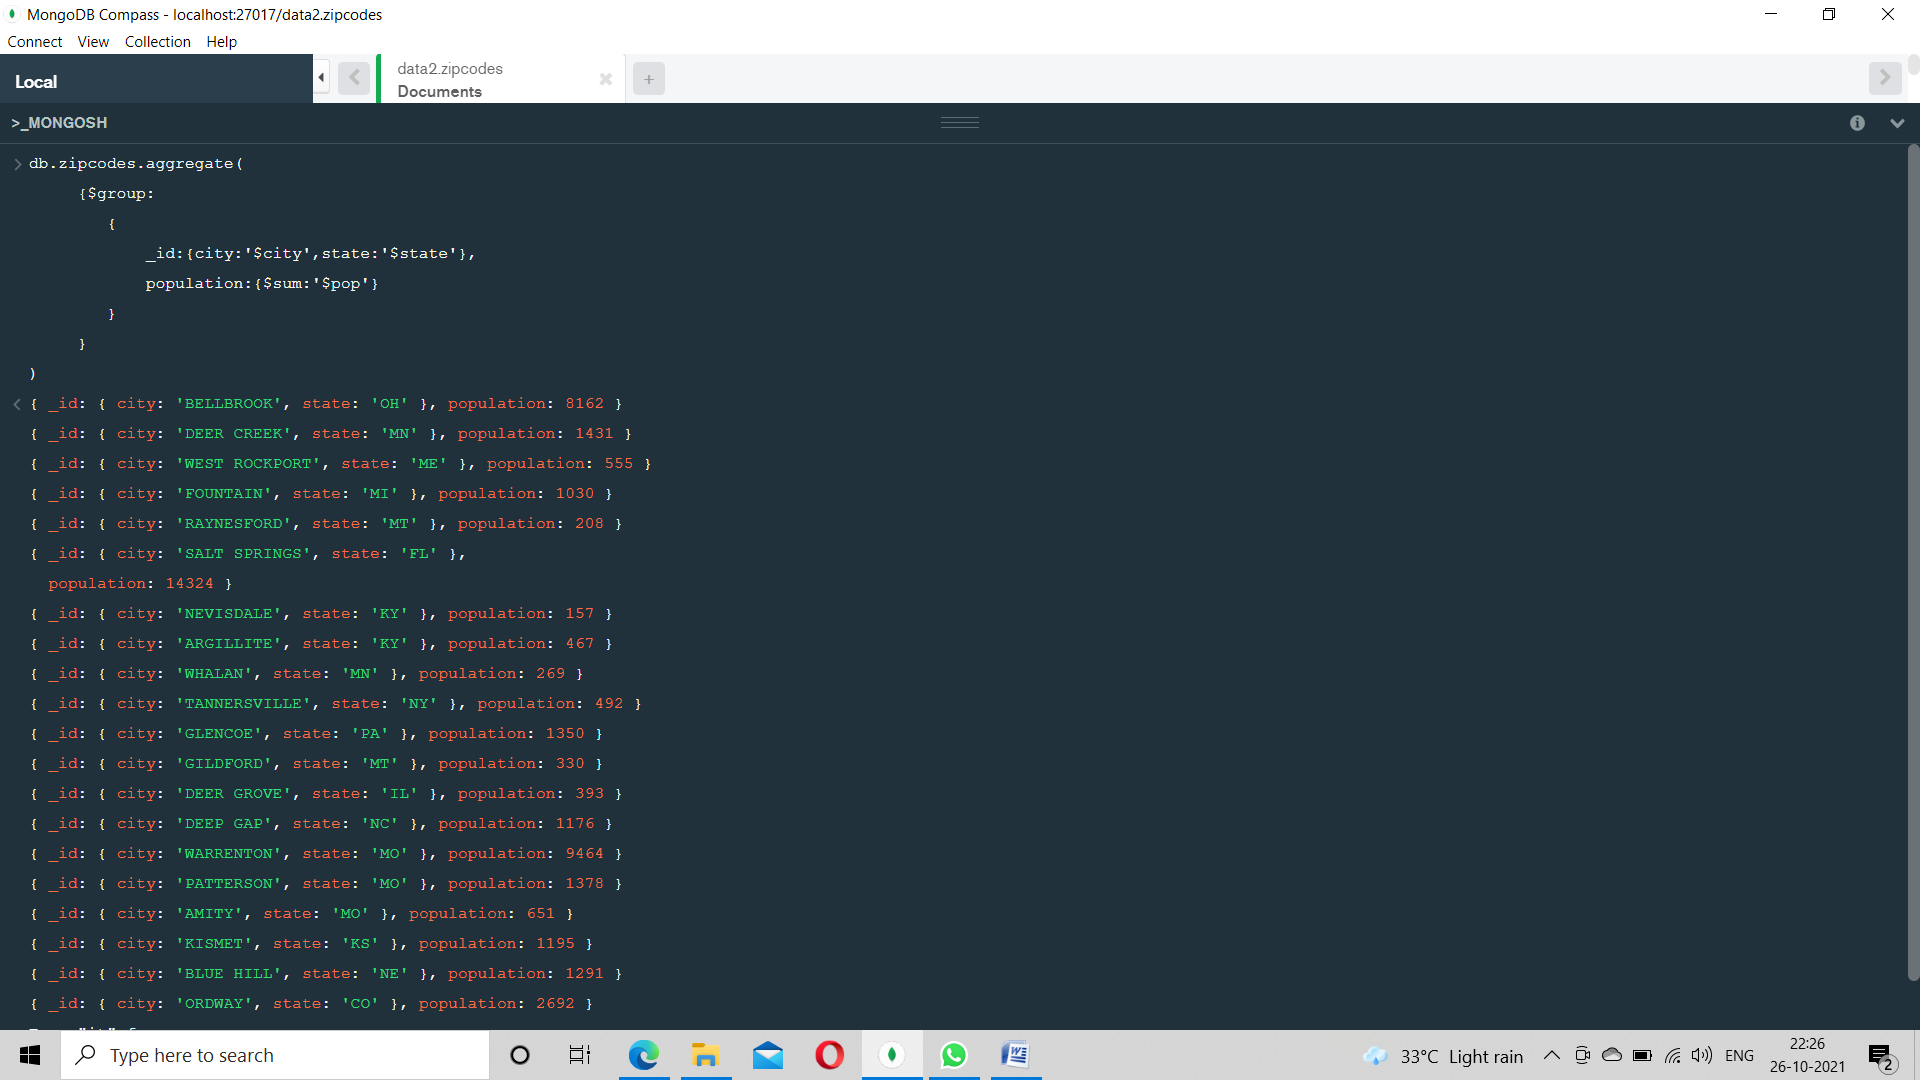 MongoDB Compass - localhost:27017/data2.zipcodes
Connect View Collection Help
Local
data2.zipcodes
Documents
>_MONGOSH
db.zipcodes.aggregate(
{$group:
{
_id:{city:'$city',state:'$state'},
population:{$sum:'$pop'}
}
}
)
{ _id: { city: 'BELLBROOK', state: 'OH' }, population: 8162 }
{ _id: { city: 'DEER CREEK', state: 'MN' }, population: 1431 }
{ _id: { city: 'WEST ROCKPORT', state: 'ME' }, population: 555 }
{ _id: { city: 'FOUNTAIN', state: 'MI' }, population: 1030 }
{ _id: { city: 'RAYNESFORD', state: 'MT' }, population: 208 }
{ _id: { city: 'SALT SPRINGS', state: 'FL' },
population: 14324 }
{ _id: { city: 'NEVISDALE', state: 'KY' }, population: 157 }
{ _id: { city: 'ARGILLITE', state: 'KY' }, population: 467 }
{ _id: { city: 'WHALAN', state: 'MN' }, population: 269 }
{ _id: { city: 'TANNERSVILLE', state: 'NY' }, population: 492 }
{ _id: { city: 'GLENCOE', state: 'PA' }, population: 1350 }
{ _id: { city: 'GILDFORD', state: 'MT' }, population: 330 }
{ _id: { city: 'DEER GROVE', state: 'IL' }, population: 393 }
{ _id: { city: 'DEEP GAP', state: 'NC' }, population: 1176 }
{ _id: { city: 'WARRENTON', state: 'MO' }, population: 9464 }
{ _id: { city: 'PATTERSON', state: 'MO' }, population: 1378 }
{ _id: { city: 'AMITY', state: 'MO' }, population: 651 }
{ _id: { city: 'KISMET', state: 'KS' }, population: 1195 }
{ _id: { city: 'BLUE HILL', state: 'NE' }, population: 1291 }
{ _id: { city: 'ORDWAY', state: 'CO' }, population: 2692 }
Type here to search
33°C Light rain
ENG
22:26
26-10-2021
2